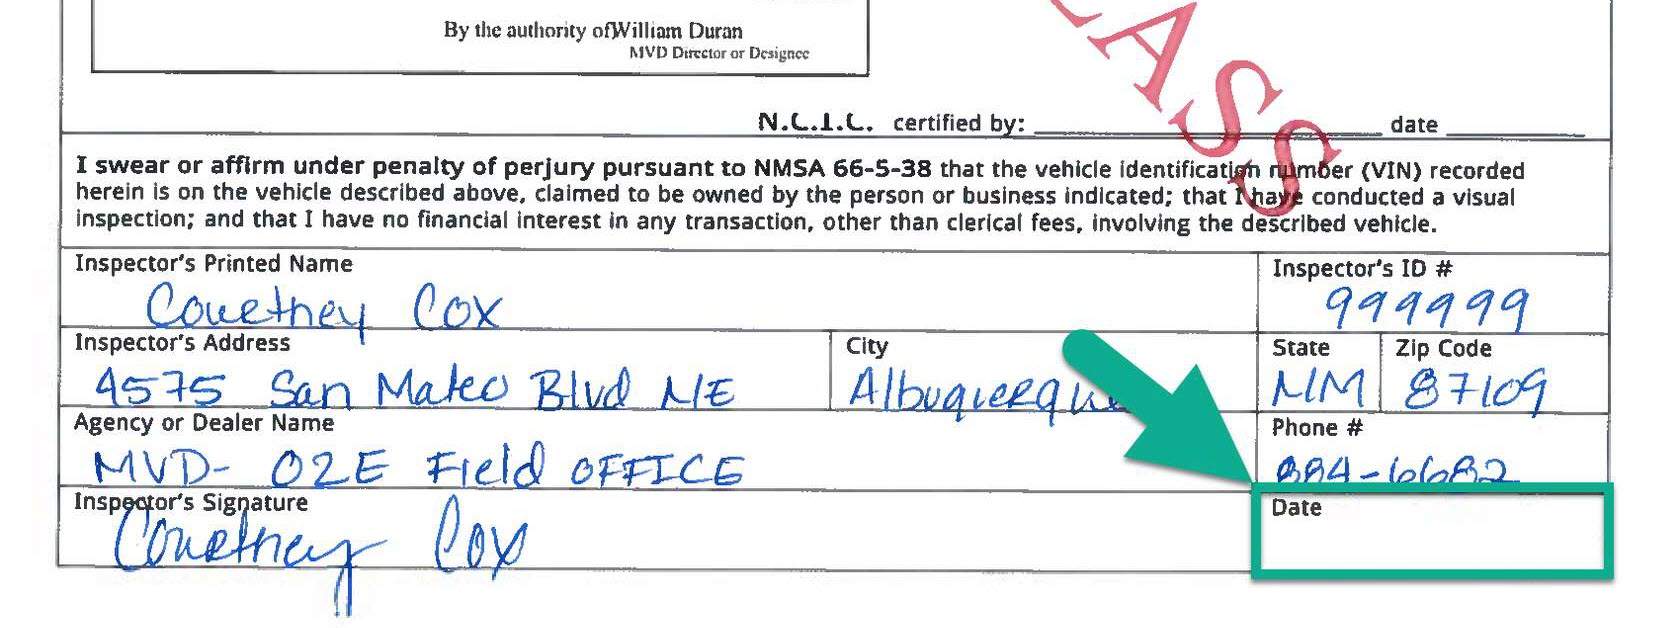 By the authority ofWilliam Duran
MVD Director or Designee
LASS
N.C.I.C. certified by: date
I swear or affirm under penalty of perjury pursuant to NMSA 66-5-38 that the vehicle identification number (VIN) recorded
herein is on the vehicle described above, claimed to be owned by the person or business indicated; that I have conducted a visual
inspection; and that I have no financial interest in any transaction, other than clerical fees, involving the described vehicle.
Inspector's Printed Name Inspector's ID #
Courtney Cox 999999
Inspector's Address City State Zip Code
4575 San Mateo Blvd NE Albuquerque NM 87109
Agency or Dealer Name Phone #
MVD- O2E Field OFFICE 884-6682
Inspector's Signature Date
Courtney Cox